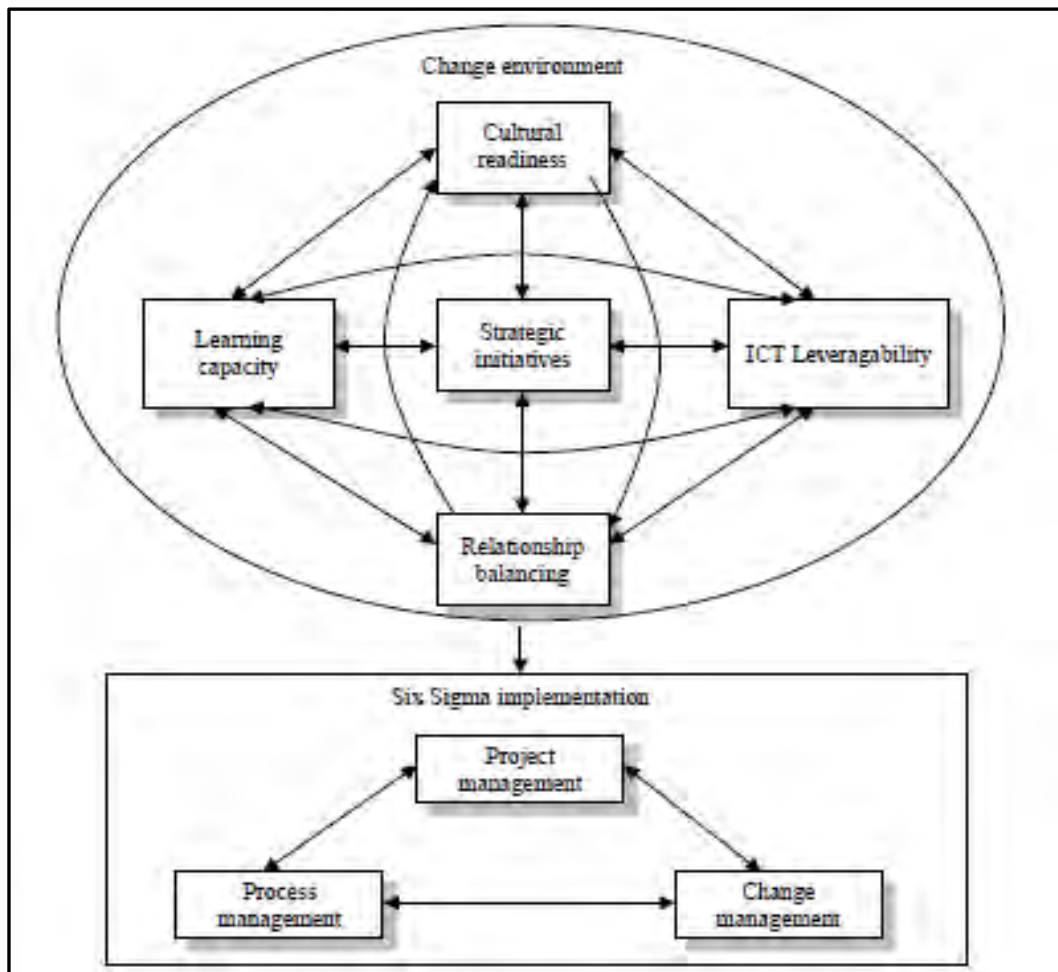 Change environment
Cultural
readiness
Learning
capacity
Strategic
initiatives
ICT Leveragability
Relationship
balancing
Six Sigma implementation
Project
management
Process
management
Change
management